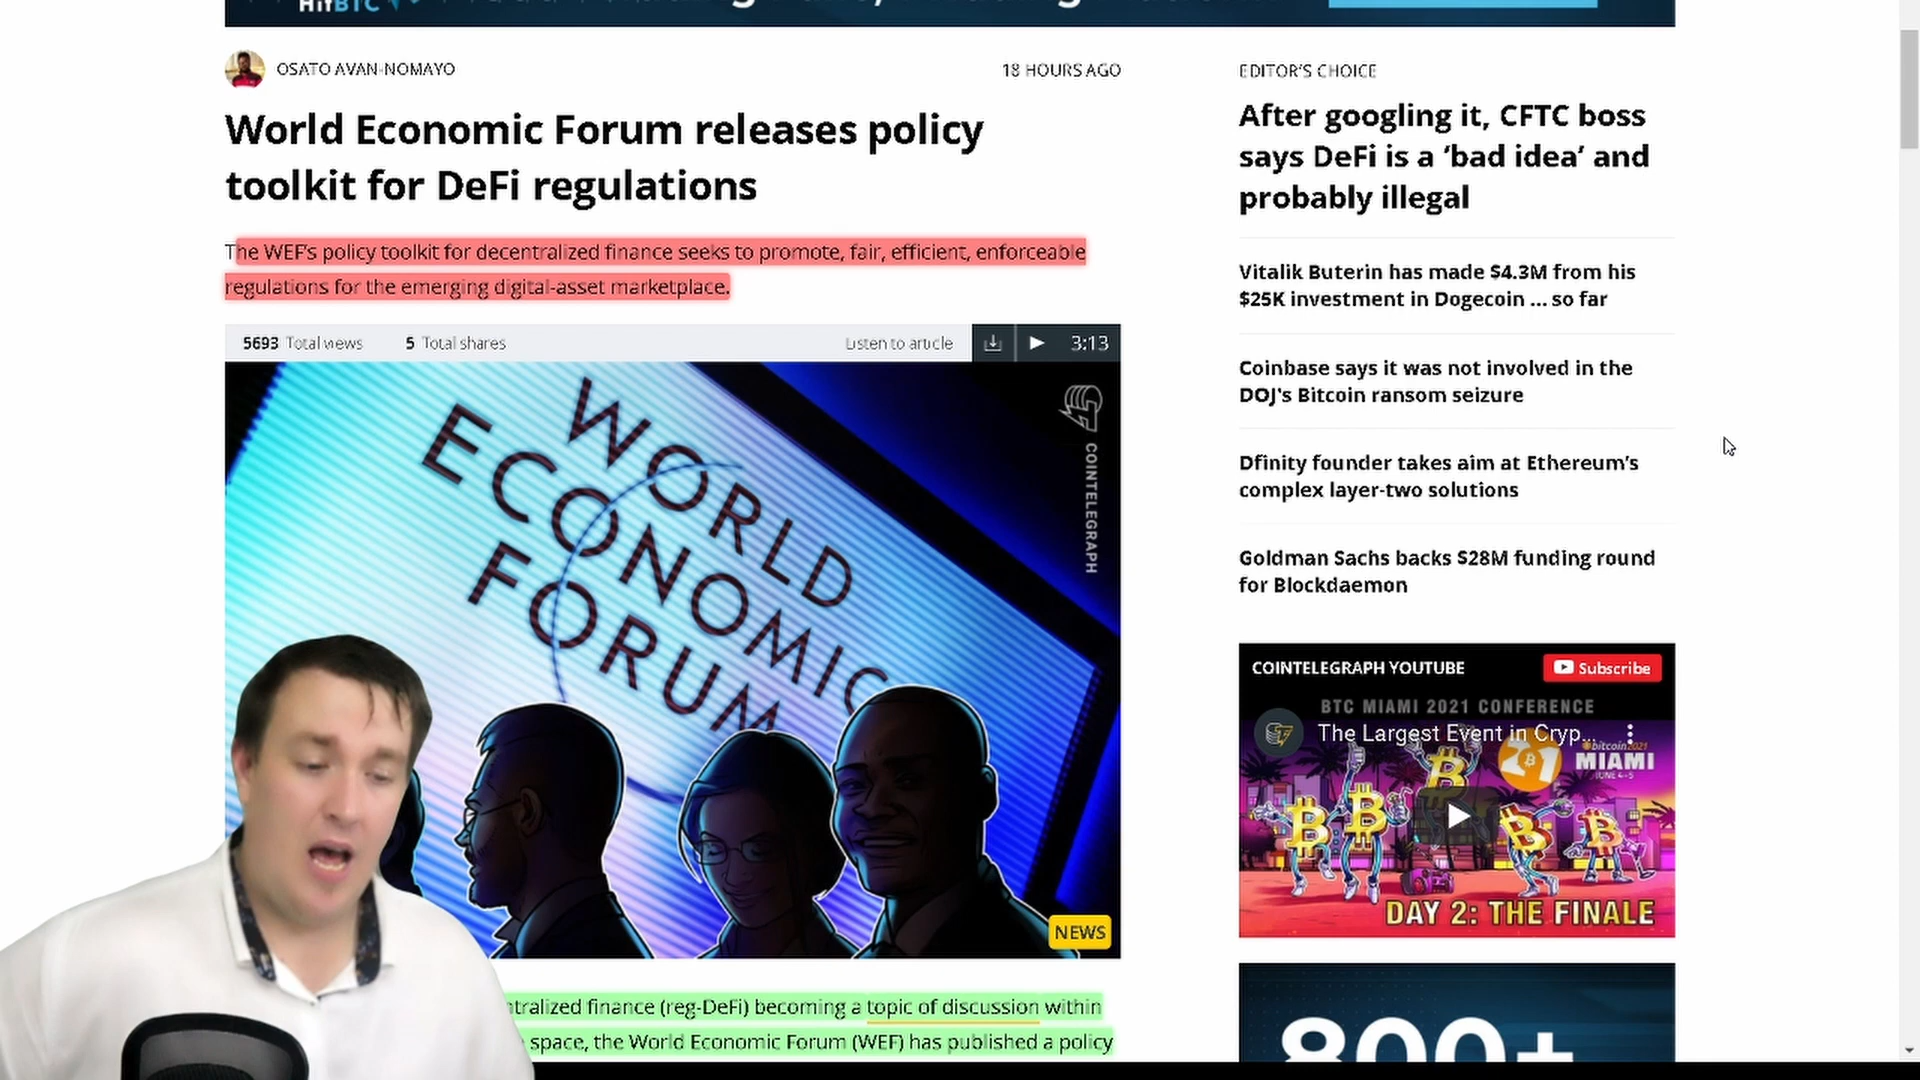 HitBTC
OSATO AVAN-NOMAYO
18 HOURS AGO
World Economic Forum releases policy
toolkit for DeFi regulations
The WEF's policy toolkit for decentralized finance seeks to promote, fair, efficient, enforceable
regulations for the emerging digital-asset marketplace.
5693 Total views 5 Total shares
Listen to article
3:13
WORLD
ECONOMIC
FORUM
COINTELEGRAPH
NEWS
ntralized finance (reg-DeFi) becoming a topic of discussion within
space, the World Economic Forum (WEF) has published a policy
EDITOR'S CHOICE
After googling it, CFTC boss
says DeFi is a ‘bad idea’ and
probably illegal
Vitalik Buterin has made $4.3M from his
$25K investment in Dogecoin ... so far
Coinbase says it was not involved in the
DOJ's Bitcoin ransom seizure
Dfinity founder takes aim at Ethereum's
complex layer-two solutions
Goldman Sachs backs $28M funding round
for Blockdaemon
COINTELEGRAPH YOUTUBE
Subscribe
BTC MIAMI 2021 CONFERENCE
The Largest Event in Cryp...
bitcoin2021
MIAMI
JUNE 4-5
21
DAY 2: THE FINALE
800+